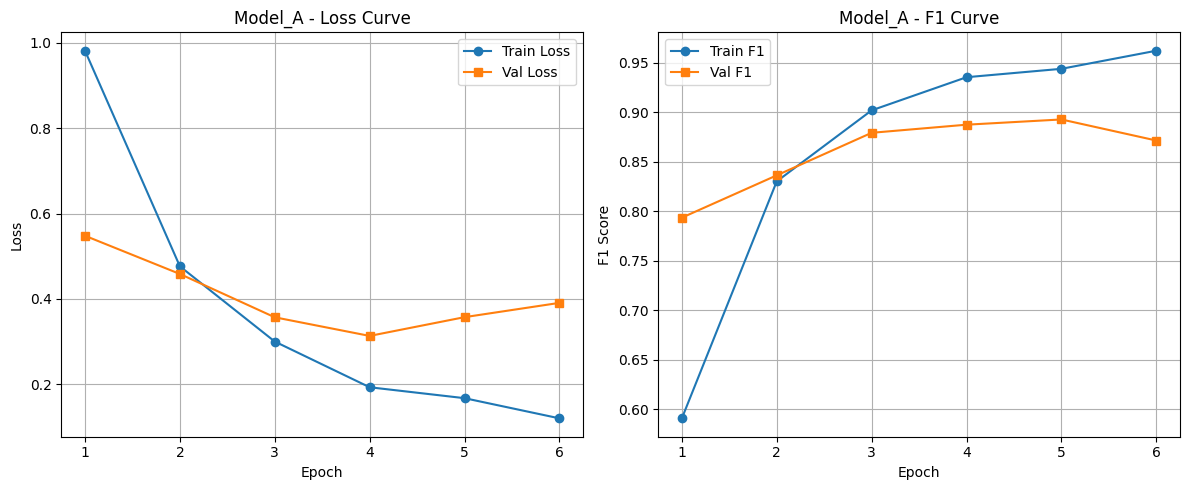 Model_A - Loss Curve
1.0
0.8
0.6
0.4
0.2
Loss
Train Loss
Val Loss
1 2 3 4 5 6
Epoch
Model_A - F1 Curve
0.95
0.90
0.85
0.80
0.75
0.70
0.65
0.60
F1 Score
Train F1
Val F1
1 2 3 4 5 6
Epoch